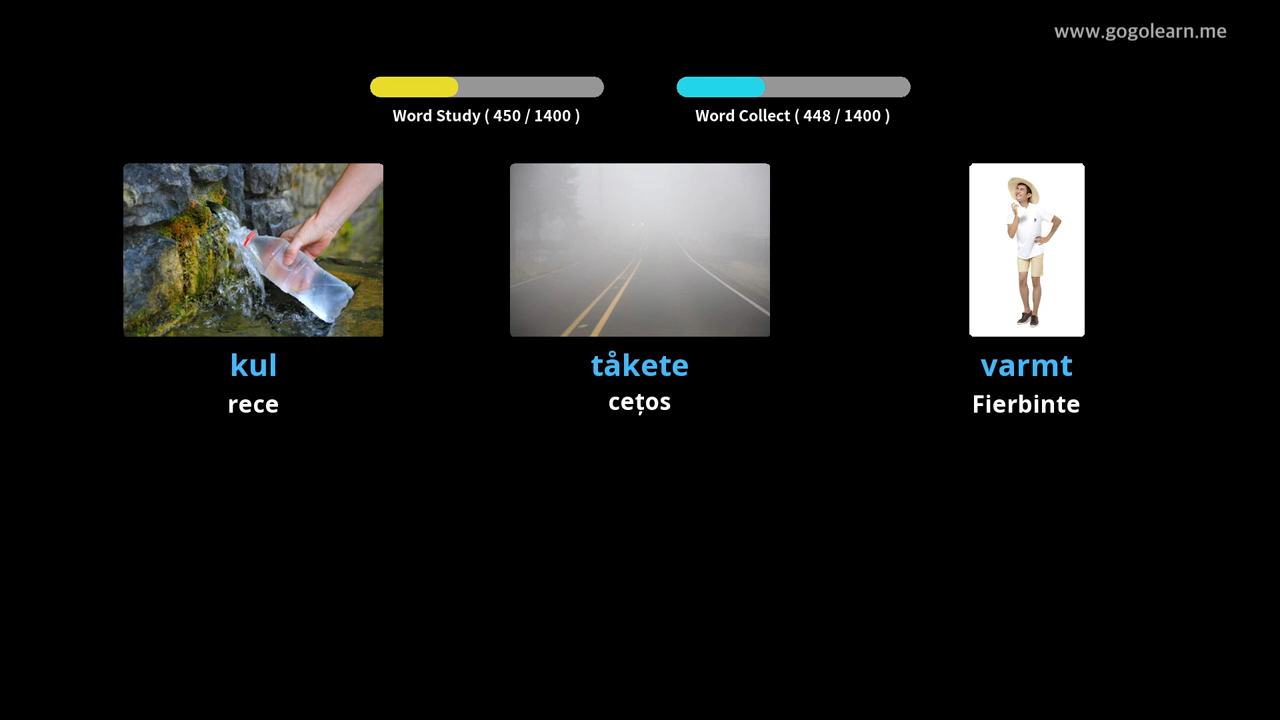 www.gogolearn.me
Word Study ( 450 / 1400 )
Word Collect ( 448 / 1400 )
kul
tåkete
varmt
rece
cețos
Fierbinte